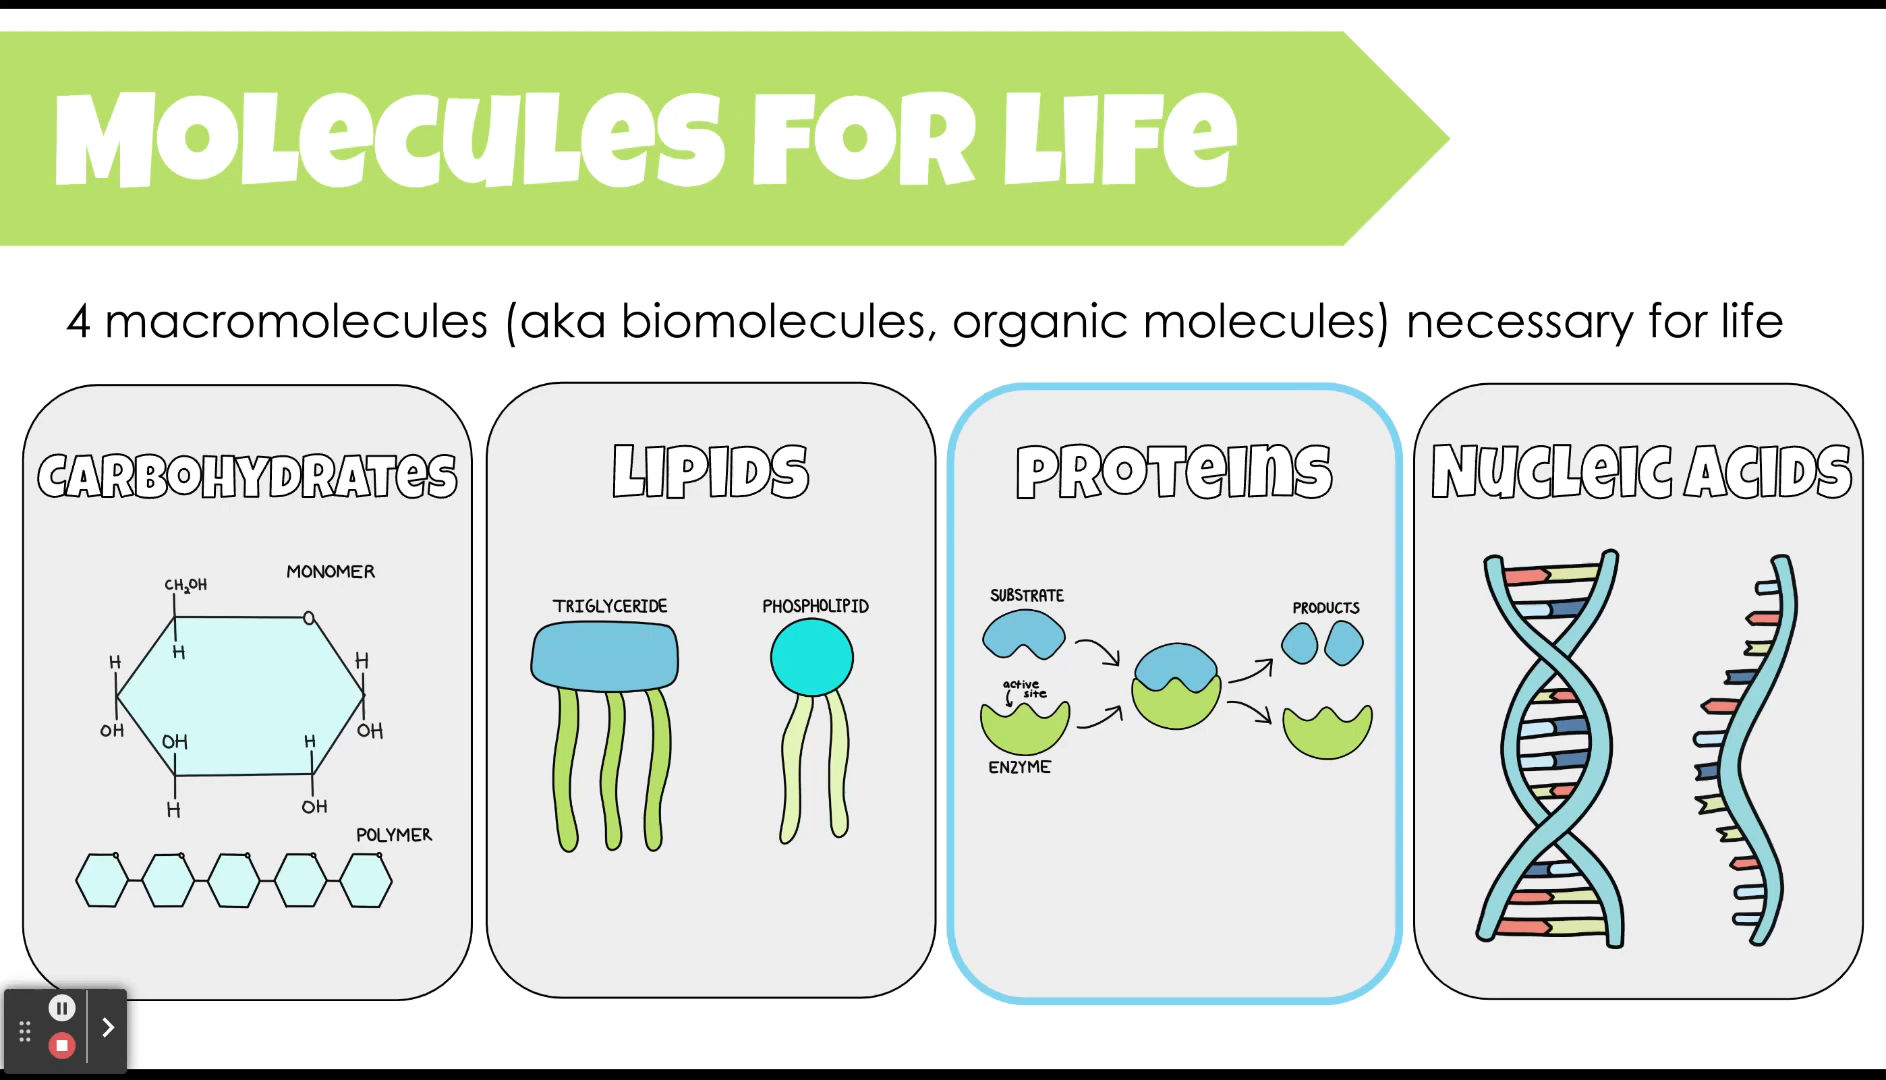 MOLECULES FOR LIFE
4 macromolecules (aka biomolecules, organic molecules) necessary for life
CARBOHYDRATES
MONOMER
CH₂OH
H
H
H
OH
OH
OH
H
H
OH
POLYMER
LIPIDS
TRIGLYCERIDE
PHOSPHOLIPID
PROTEINS
SUBSTRATE
PRODUCTS
active
site
ENZYME
NUCLEIC ACIDS